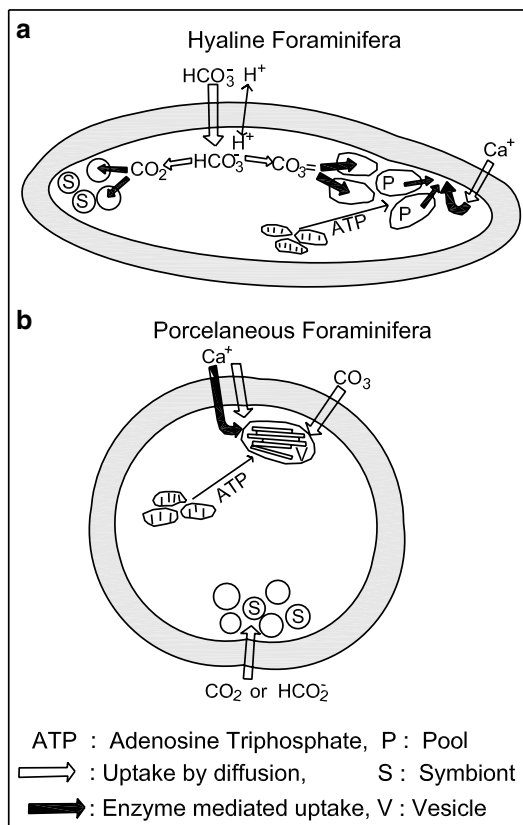 a
Hyaline Foraminifera
HCO₃⁻ H⁺
H⁺
CO₂ HCO₃⁻ CO₃=
S
S
P
P
ATP
Ca⁺
b
Porcelaneous Foraminifera
Ca⁺
CO₃
V
ATP
S
S
CO₂ or HCO₂⁻
ATP : Adenosine Triphosphate, P : Pool
: Uptake by diffusion, S : Symbiont
: Enzyme mediated uptake, V : Vesicle